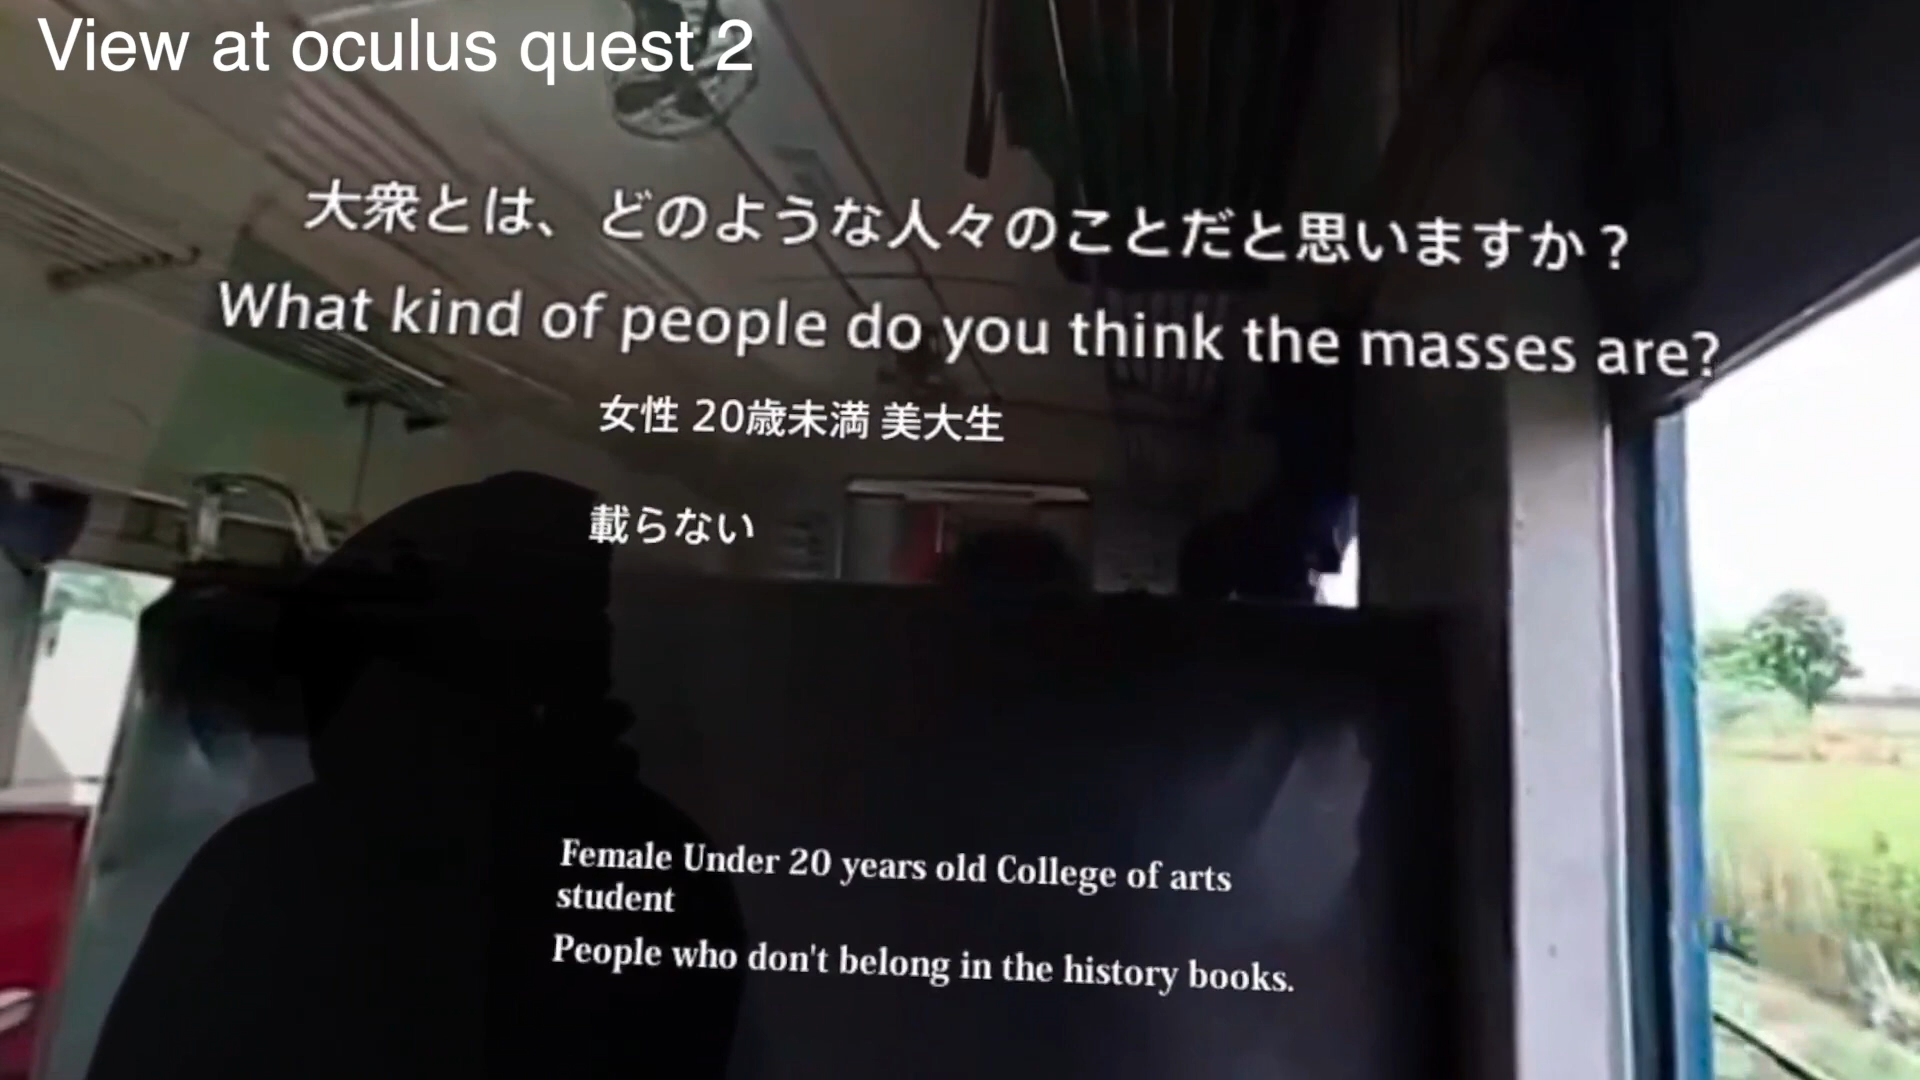 View at oculus quest 2
大衆とは、どのような人々のことだと思いますか？
What kind of people do you think the masses are?
女性 20歳未満 美大生
載らない
Female Under 20 years old College of arts
student
People who don't belong in the history books.